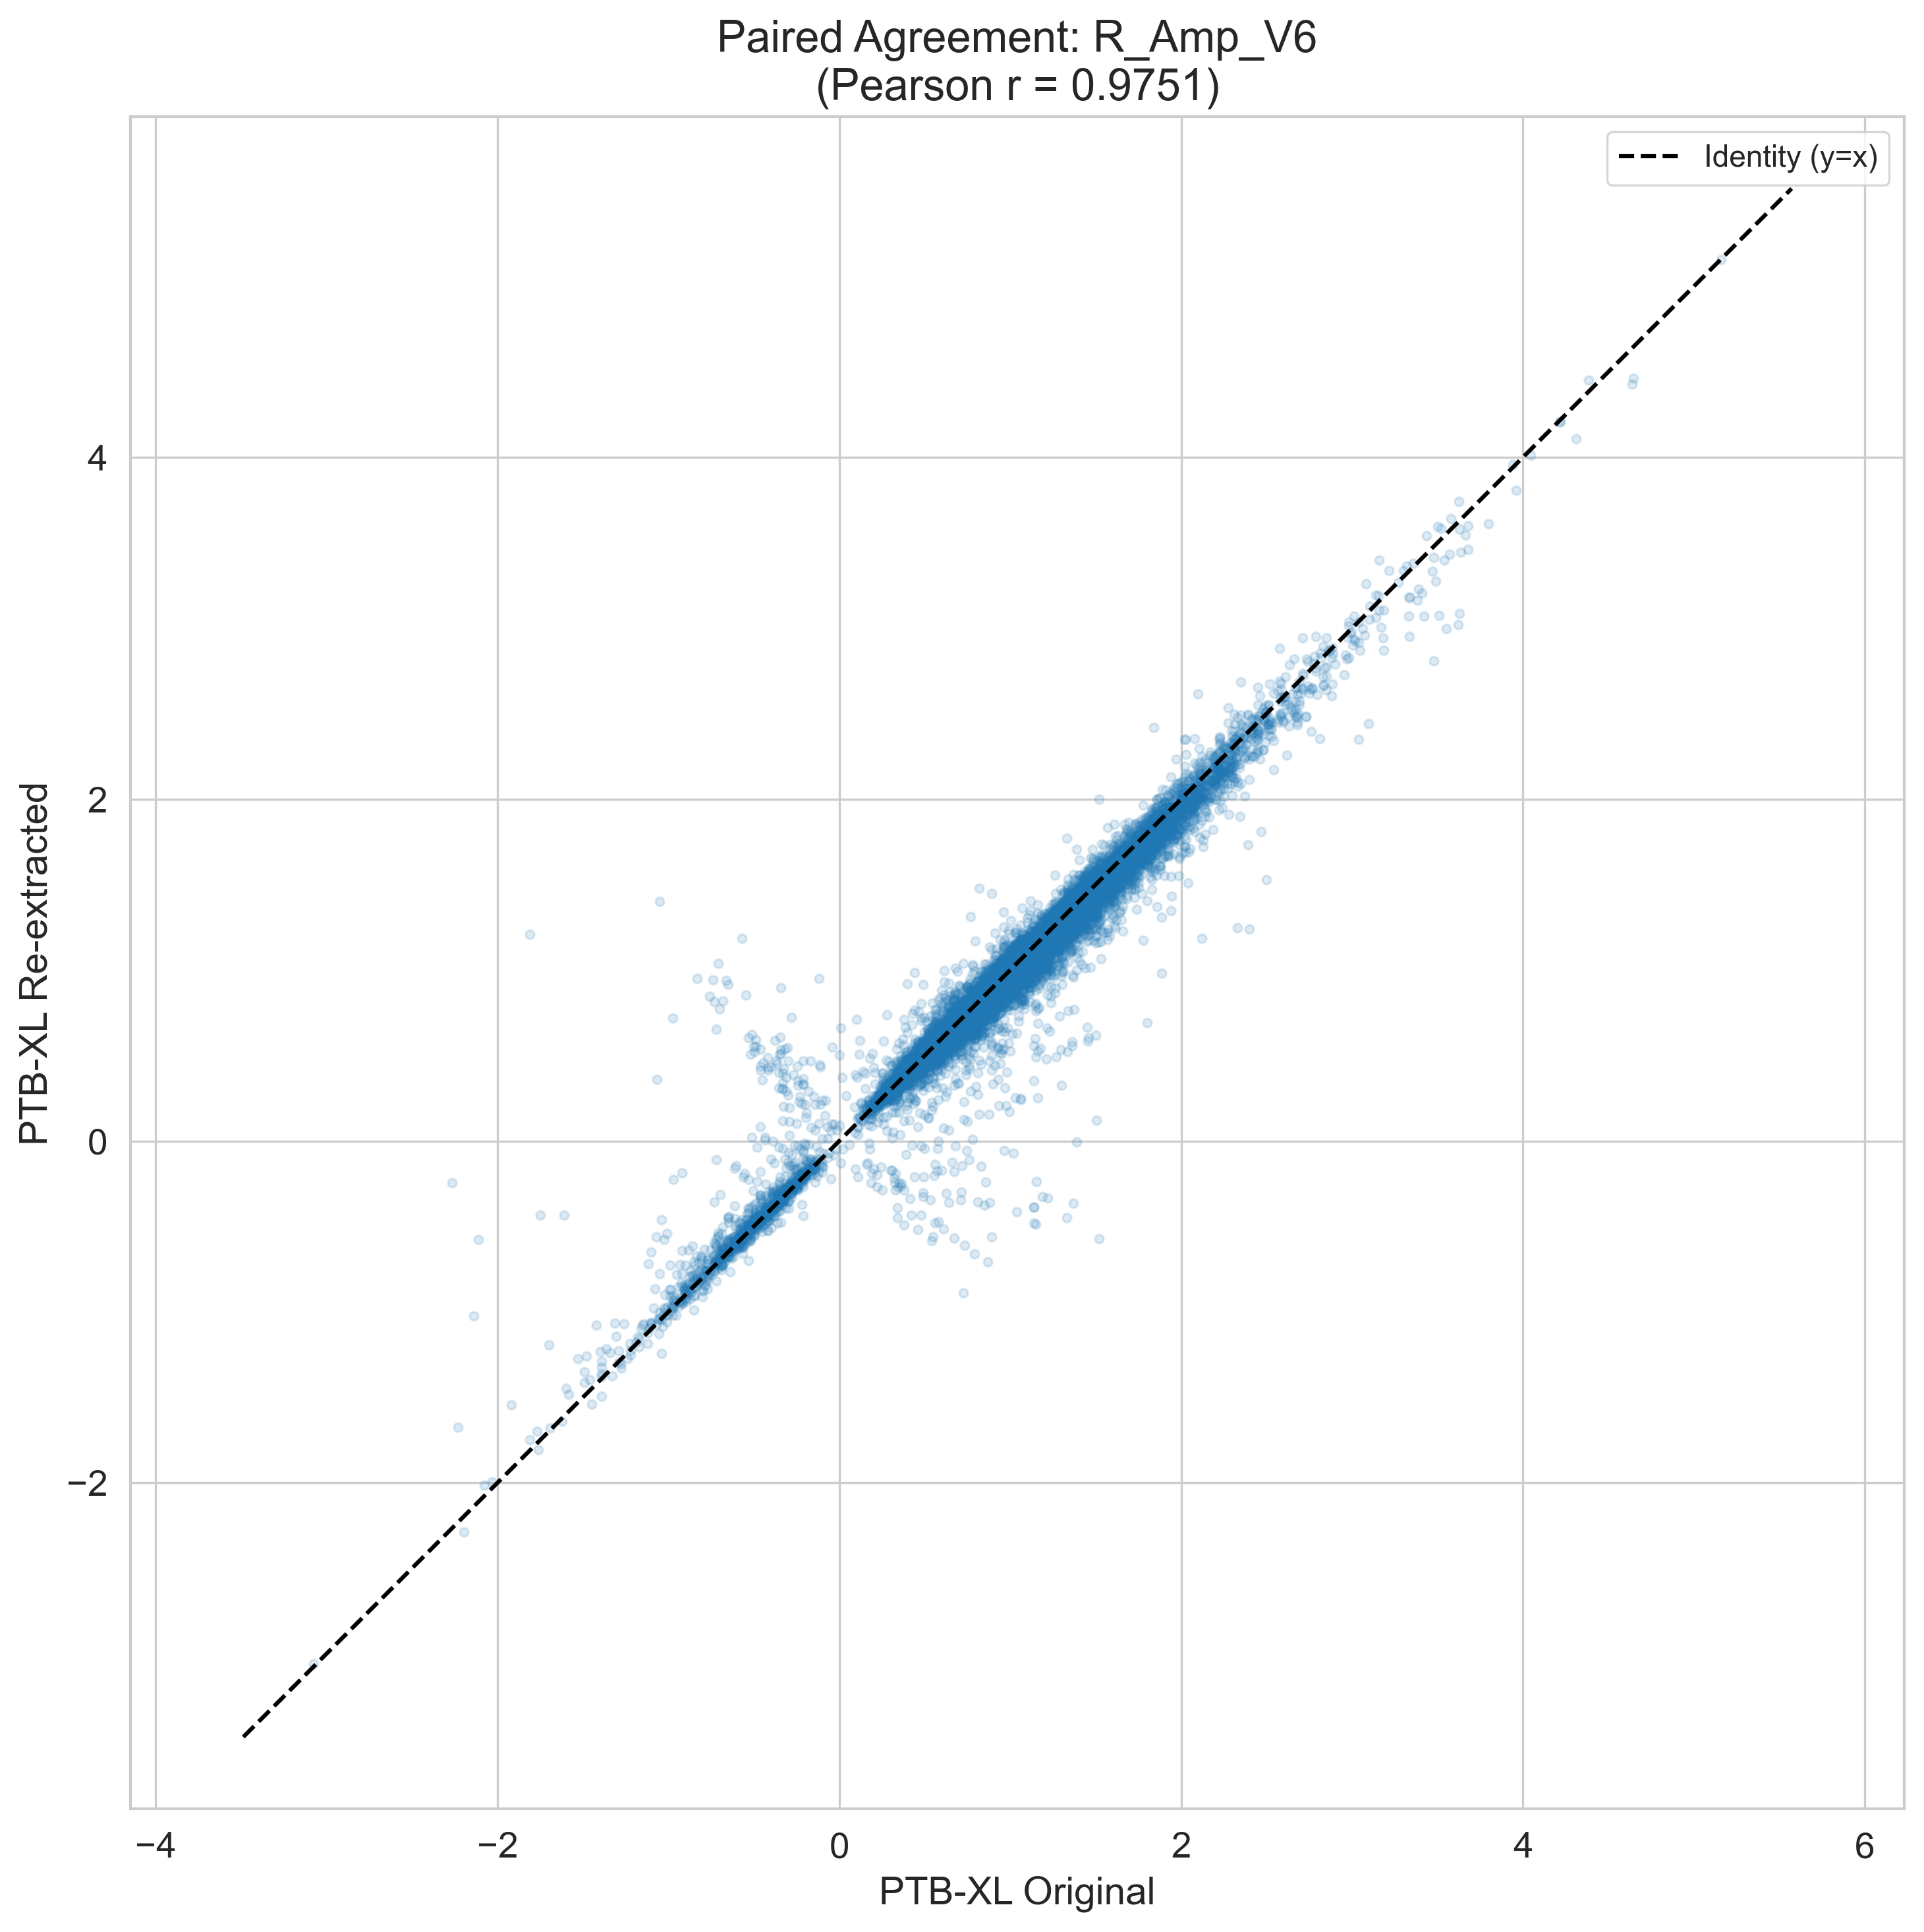 Paired Agreement: R_Amp_V6
(Pearson r = 0.9751)
Identity (y=x)
PTB-XL Re-extracted
4
2
0
−2
−4
−2
0
2
4
6
PTB-XL Original